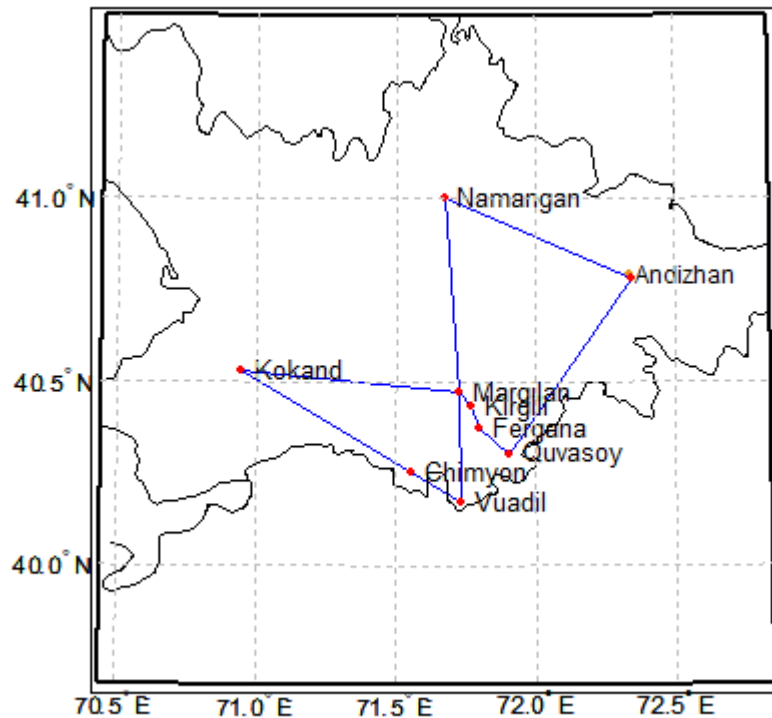 41.0° N
Namangan
Andizhan
40.5° N
Kokand
Margilan
Kirgili
Fergana
Quvasoy
Chimyon
Vuadil
40.0° N
70.5° E
71.0° E
71.5° E
72.0° E
72.5° E